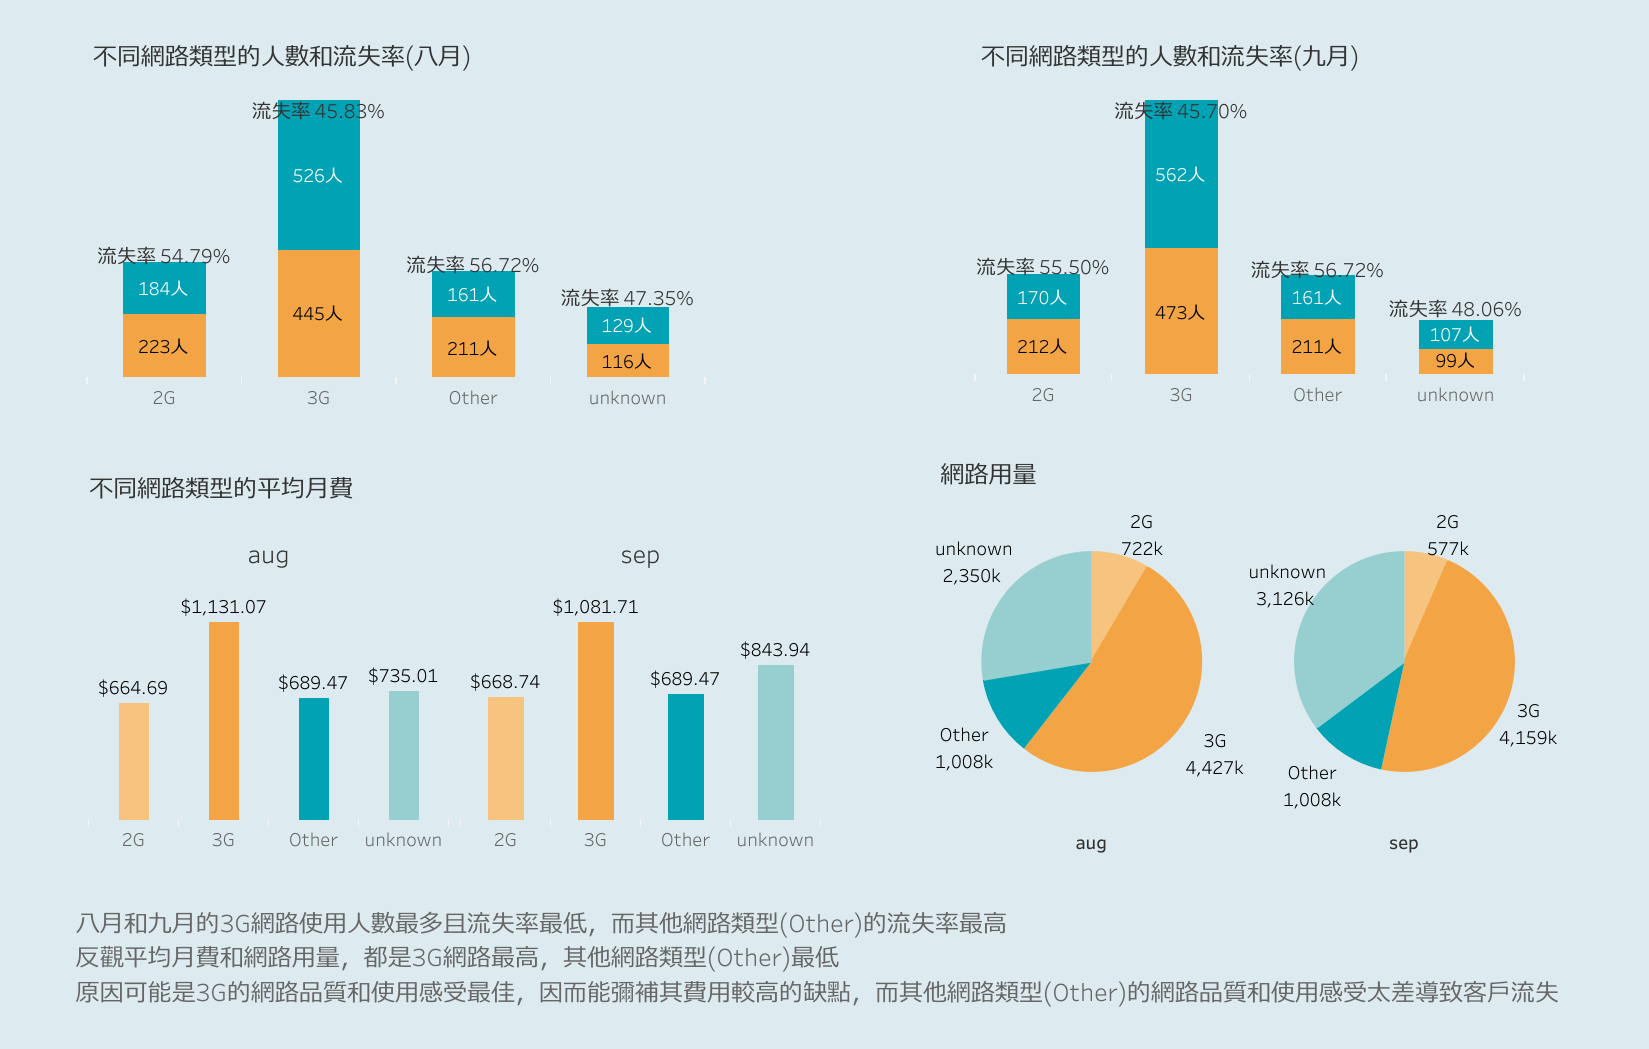 不同網路類型的人數和流失率(八月)
流失率 45.83%
526人
445人
流失率 54.79%
184人
223人
流失率 56.72%
161人
211人
流失率 47.35%
129人
116人
2G
3G
Other
unknown
不同網路類型的人數和流失率(九月)
流失率 45.70%
562人
473人
流失率 55.50%
170人
212人
流失率 56.72%
161人
211人
流失率 48.06%
107人
99人
2G
3G
Other
unknown
不同網路類型的平均月費
aug
sep
$664.69
$1,131.07
$689.47
$735.01
$668.74
$1,081.71
$689.47
$843.94
2G
3G
Other
unknown
2G
3G
Other
unknown
網路用量
2G
722k
unknown
2,350k
Other
1,008k
3G
4,427k
aug
2G
577k
unknown
3,126k
3G
4,159k
Other
1,008k
sep
八月和九月的3G網路使用人數最多且流失率最低，而其他網路類型(Other)的流失率最高
反觀平均月費和網路用量，都是3G網路最高，其他網路類型(Other)最低
原因可能是3G的網路品質和使用感受最佳，因而能彌補其費用較高的缺點，而其他網路類型(Other)的網路品質和使用感受太差導致客戶流失